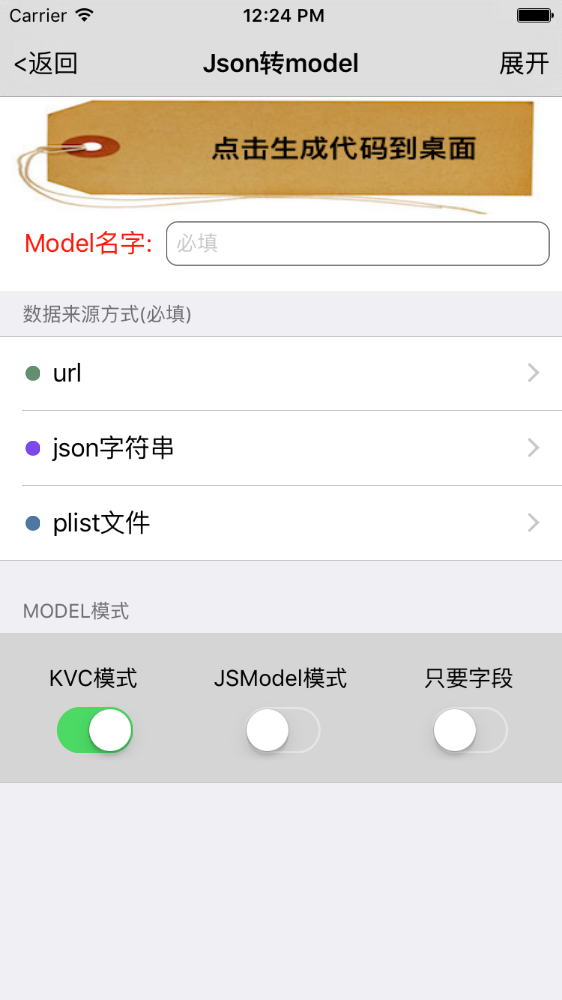 Carrier 12:24 PM
<返回 Json转model 展开
点击生成代码到桌面
Model名字: 必填
数据来源方式(必填)
url
json字符串
plist文件
MODEL模式
KVC模式 JSModel模式 只要字段